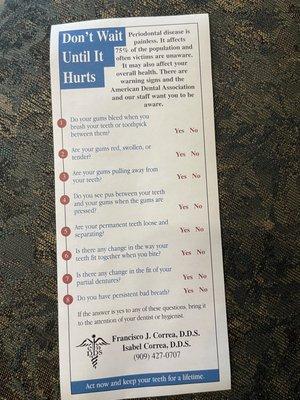 Don't Wait
Until It
Hurts
Periodontal disease is
painless. It affects
75% of the population and
often victims are unaware.
It may also affect your
overall health. There are
warning signs and the
American Dental Association
and our staff want you to be
aware.
1 Do your gums bleed when you
brush your teeth or toothpick
between them? Yes No
2 Are your gums red, swollen, or
tender? Yes No
3 Are your gums pulling away from
your teeth? Yes No
4 Do you see pus between your teeth
and your gums when the gums are
pressed? Yes No
5 Are your permanent teeth loose and
separating? Yes No
6 Is there any change in the way your
teeth fit together when you bite? Yes No
7 Is there any change in the fit of your
partial dentures? Yes No
8 Do you have persistent bad breath? Yes No
If the answer is yes to any of these questions, bring it
to the attention of your dentist or hygienist.
DDS
Francisco J. Correa, D.D.S.
Isabel Correa, D.D.S.
(909) 427-0707
Act now and keep your teeth for a lifetime.